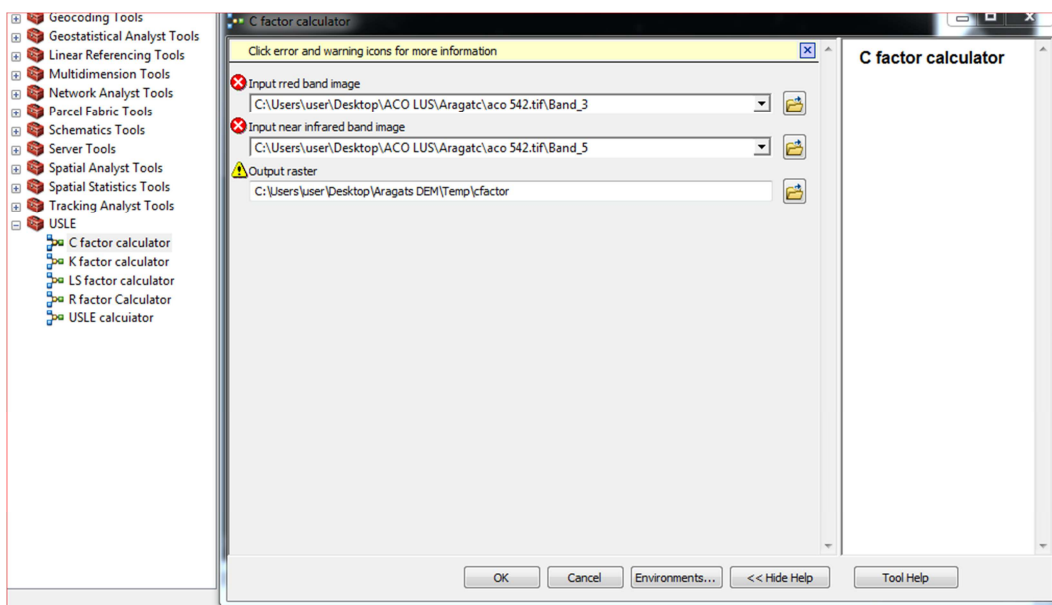 Geocoding Tools
Geostatistical Analyst Tools
Linear Referencing Tools
Multidimension Tools
Network Analyst Tools
Parcel Fabric Tools
Schematics Tools
Server Tools
Spatial Analyst Tools
Spatial Statistics Tools
Tracking Analyst Tools
USLE
C factor calculator
K factor calculator
LS factor calculator
R factor Calculator
USLE calcuiator
C factor calculator
Click error and warning icons for more information
Input rred band image
C:\Users\user\Desktop\ACO LUS\Aragatc\aco 542.tif\Band_3
Input near infrared band image
C:\Users\user\Desktop\ACO LUS\Aragatc\aco 542.tif\Band_5
Output raster
C:\Users\user\Desktop\Aragats DEM\Temp\cfactor
OK Cancel Environments... << Hide Help
C factor calculator
Tool Help